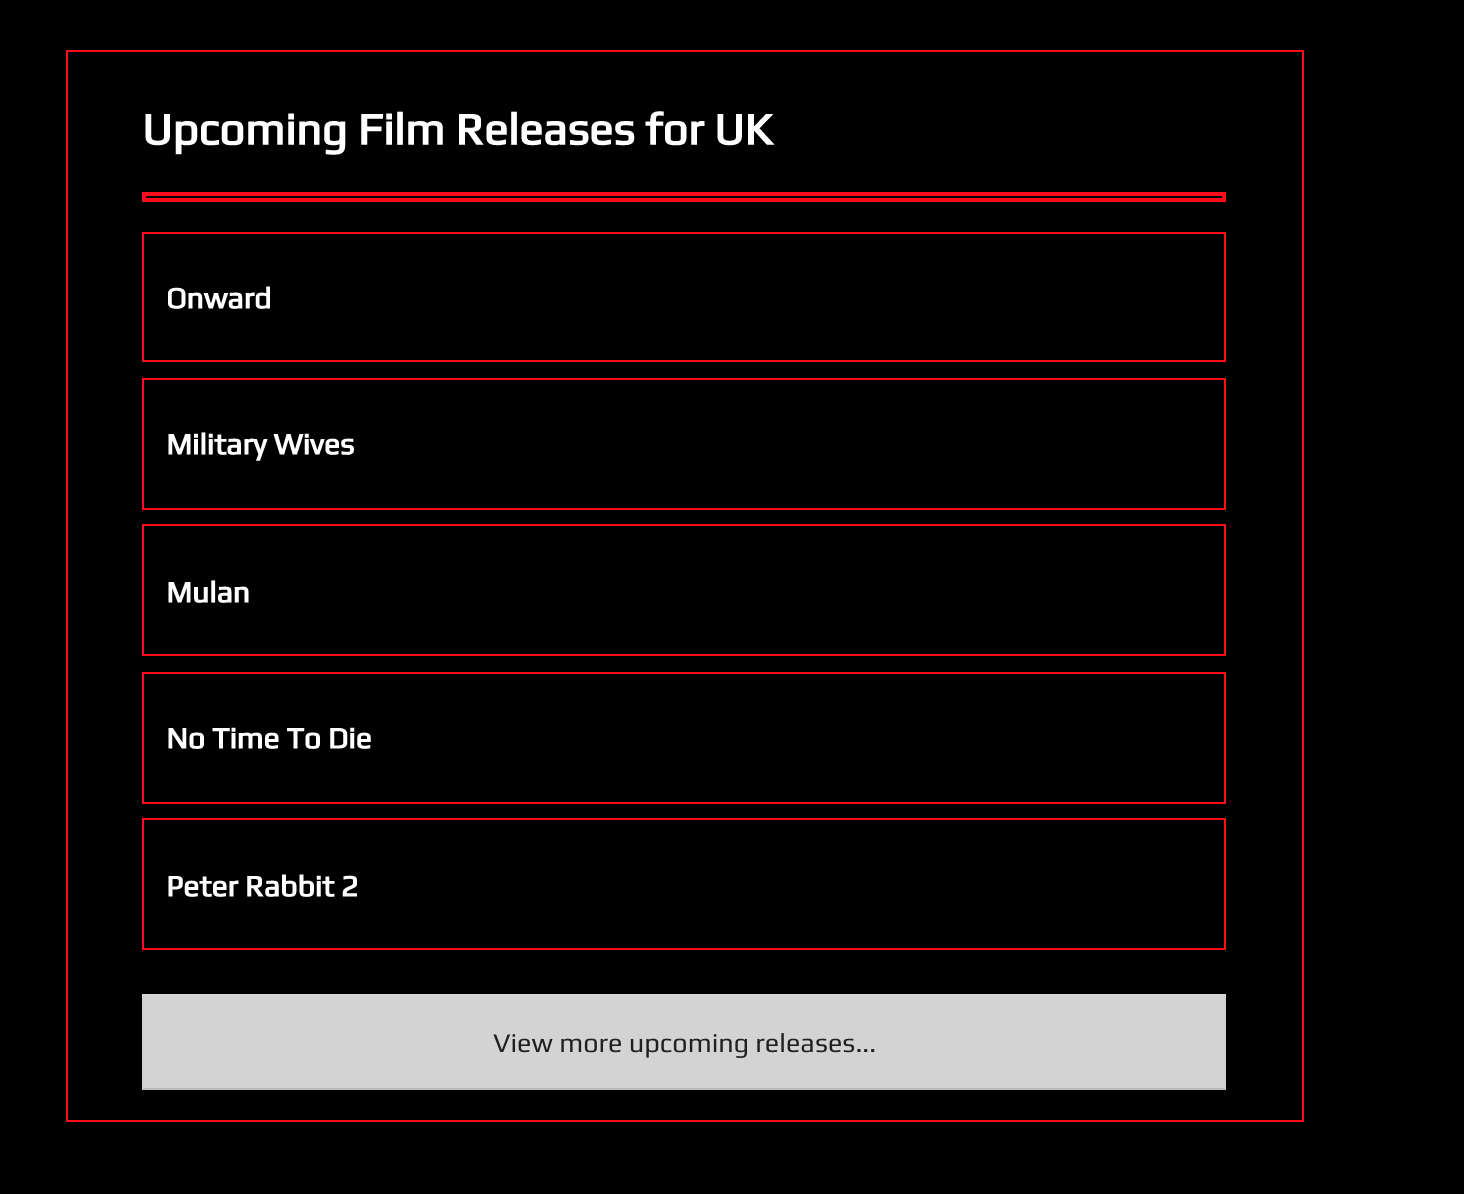 Upcoming Film Releases for UK
Onward
Military Wives
Mulan
No Time To Die
Peter Rabbit 2
View more upcoming releases...